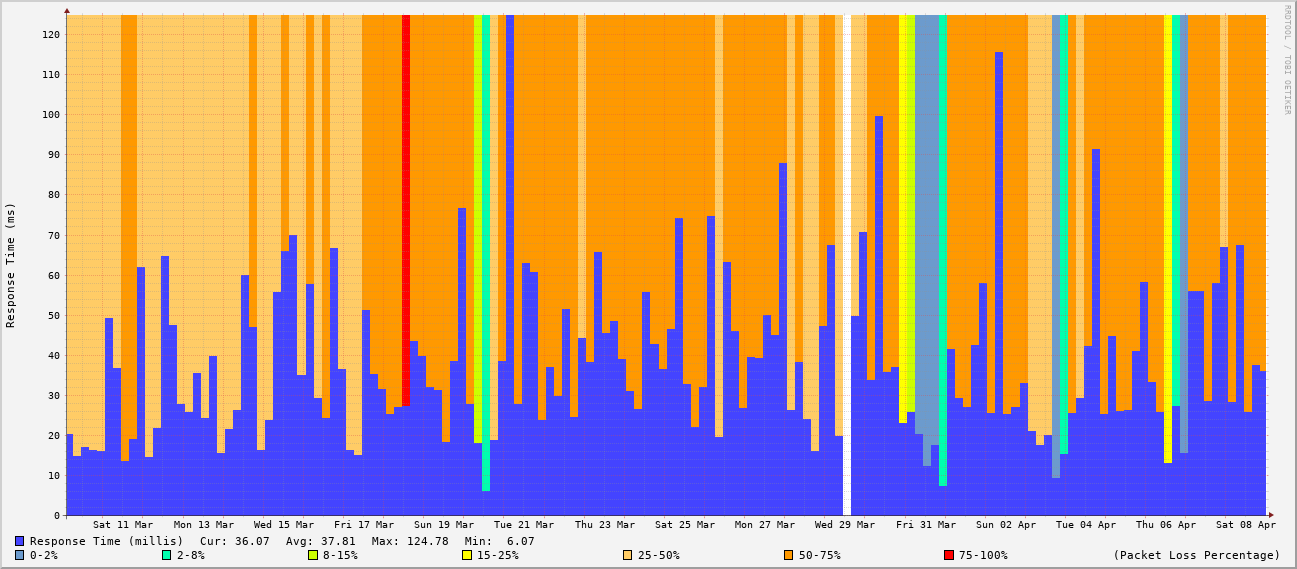 RRDTOOL / TOBI OETIKER
Response Time (ms)
120
110
100
90
80
70
60
50
40
30
20
10
0
Sat 11 Mar Mon 13 Mar Wed 15 Mar Fri 17 Mar Sun 19 Mar Tue 21 Mar Thu 23 Mar Sat 25 Mar Mon 27 Mar Wed 29 Mar Fri 31 Mar Sun 02 Apr Tue 04 Apr Thu 06 Apr Sat 08 Apr
Response Time (millis) Cur: 36.07 Avg: 37.81 Max: 124.78 Min: 6.07
0-2% 2-8% 8-15% 15-25% 25-50% 50-75% 75-100% (Packet Loss Percentage)